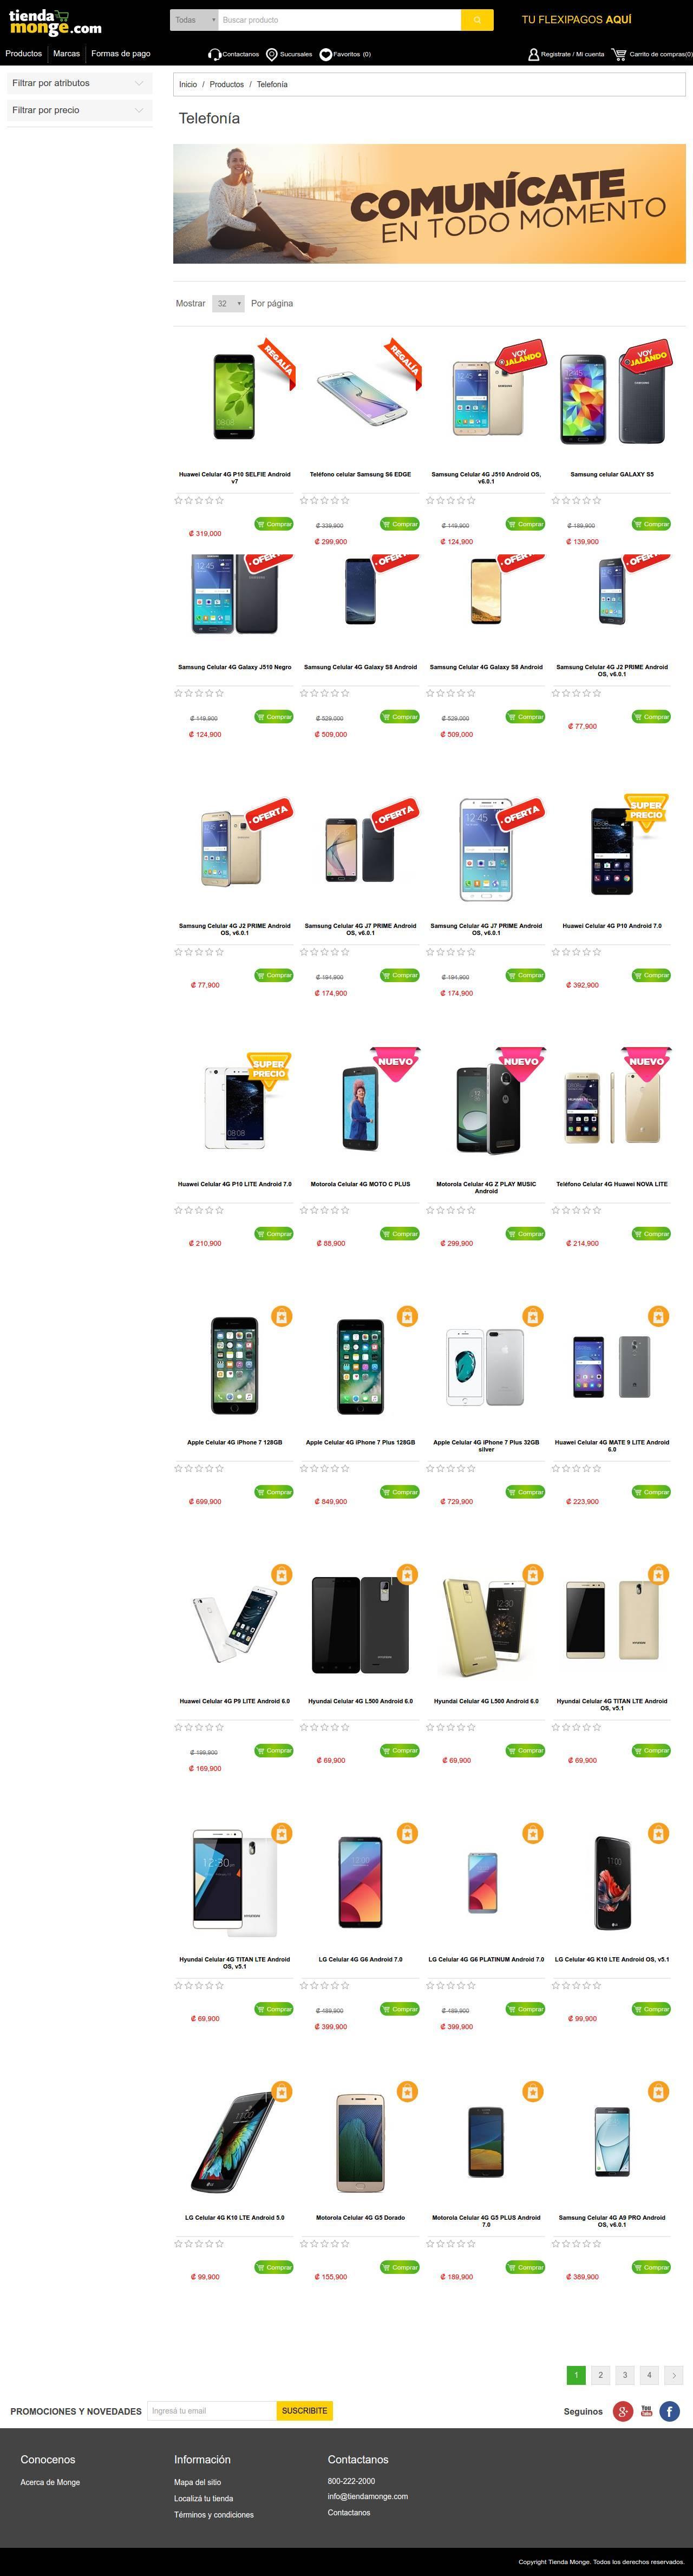 tienda
monge.com
Todas
Buscar producto
TU FLEXIPAGOS AQUÍ
Productos
Marcas
Formas de pago
Contactanos
Sucursales
Favoritos (0)
Registrate / Mi cuenta
Carrito de compras(0)
Filtrar por atributos
Filtrar por precio
Inicio / Productos / Telefonía
Telefonía
COMUNÍCATE
EN TODO MOMENTO
Mostrar 32 Por página
REGALÍA
REGALÍA
VOY JALANDO
VOY JALANDO
Huawei Celular 4G P10 SELFIE Android
v7
Teléfono celular Samsung S6 EDGE
Samsung Celular 4G J510 Android OS,
v6.0.1
Samsung celular GALAXY S5
Comprar
₡ 319,000
₡ 339,900
Comprar
₡ 299,900
₡ 149,900
Comprar
₡ 124,900
₡ 189,900
Comprar
₡ 139,900
OFERTA
OFERTA
OFERTA
OFERTA
Samsung Celular 4G Galaxy J510 Negro
Samsung Celular 4G Galaxy S8 Android
Samsung Celular 4G Galaxy S8 Android
Samsung Celular 4G J2 PRIME Android
OS, v6.0.1
₡ 149,900
Comprar
₡ 124,900
₡ 529,000
Comprar
₡ 509,000
₡ 529,000
Comprar
₡ 509,000
Comprar
₡ 77,900
OFERTA
OFERTA
OFERTA
SUPER PRECIO
Samsung Celular 4G J2 PRIME Android
OS, v6.0.1
Samsung Celular 4G J7 PRIME Android
OS, v6.0.1
Samsung Celular 4G J7 PRIME Android
OS, v6.0.1
Huawei Celular 4G P10 Android 7.0
Comprar
₡ 77,900
₡ 194,900
Comprar
₡ 174,900
₡ 194,900
Comprar
₡ 174,900
Comprar
₡ 392,900
SUPER PRECIO
NUEVO
NUEVO
NUEVO
Huawei Celular 4G P10 LITE Android 7.0
Motorola Celular 4G MOTO C PLUS
Motorola Celular 4G Z PLAY MUSIC
Android
Teléfono Celular 4G Huawei NOVA LITE
Comprar
₡ 210,900
Comprar
₡ 88,900
Comprar
₡ 299,900
Comprar
₡ 214,900
Apple Celular 4G iPhone 7 128GB
Apple Celular 4G iPhone 7 Plus 128GB
Apple Celular 4G iPhone 7 Plus 32GB
silver
Huawei Celular 4G MATE 9 LITE Android
6.0
Comprar
₡ 699,900
Comprar
₡ 849,900
Comprar
₡ 729,900
Comprar
₡ 223,900
Huawei Celular 4G P9 LITE Android 6.0
Hyundai Celular 4G L500 Android 6.0
Hyundai Celular 4G L500 Android 6.0
Hyundai Celular 4G TITAN LTE Android
OS, v5.1
₡ 199,900
Comprar
₡ 169,900
Comprar
₡ 69,900
Comprar
₡ 69,900
Comprar
₡ 69,900
Hyundai Celular 4G TITAN LTE Android
OS, v5.1
LG Celular 4G G6 Android 7.0
LG Celular 4G G6 PLATINUM Android 7.0
LG Celular 4G K10 LTE Android OS, v5.1
Comprar
₡ 69,900
₡ 489,900
Comprar
₡ 399,900
₡ 489,900
Comprar
₡ 399,900
Comprar
₡ 99,900
LG Celular 4G K10 LTE Android 5.0
Motorola Celular 4G G5 Dorado
Motorola Celular 4G G5 PLUS Android
7.0
Samsung Celular 4G A9 PRO Android
OS, v6.0.1
Comprar
₡ 99,900
Comprar
₡ 155,900
Comprar
₡ 189,900
Comprar
₡ 389,900
1 2 3 4
PROMOCIONES Y NOVEDADES
Ingresá tu email
SUSCRIBITE
Seguinos
Conocenos
Información
Contactanos
Acerca de Monge
Mapa del sitio
800-222-2000
Localizá tu tienda
info@tiendamonge.com
Términos y condiciones
Contactanos
Copyright Tienda Monge. Todos los derechos reservados.